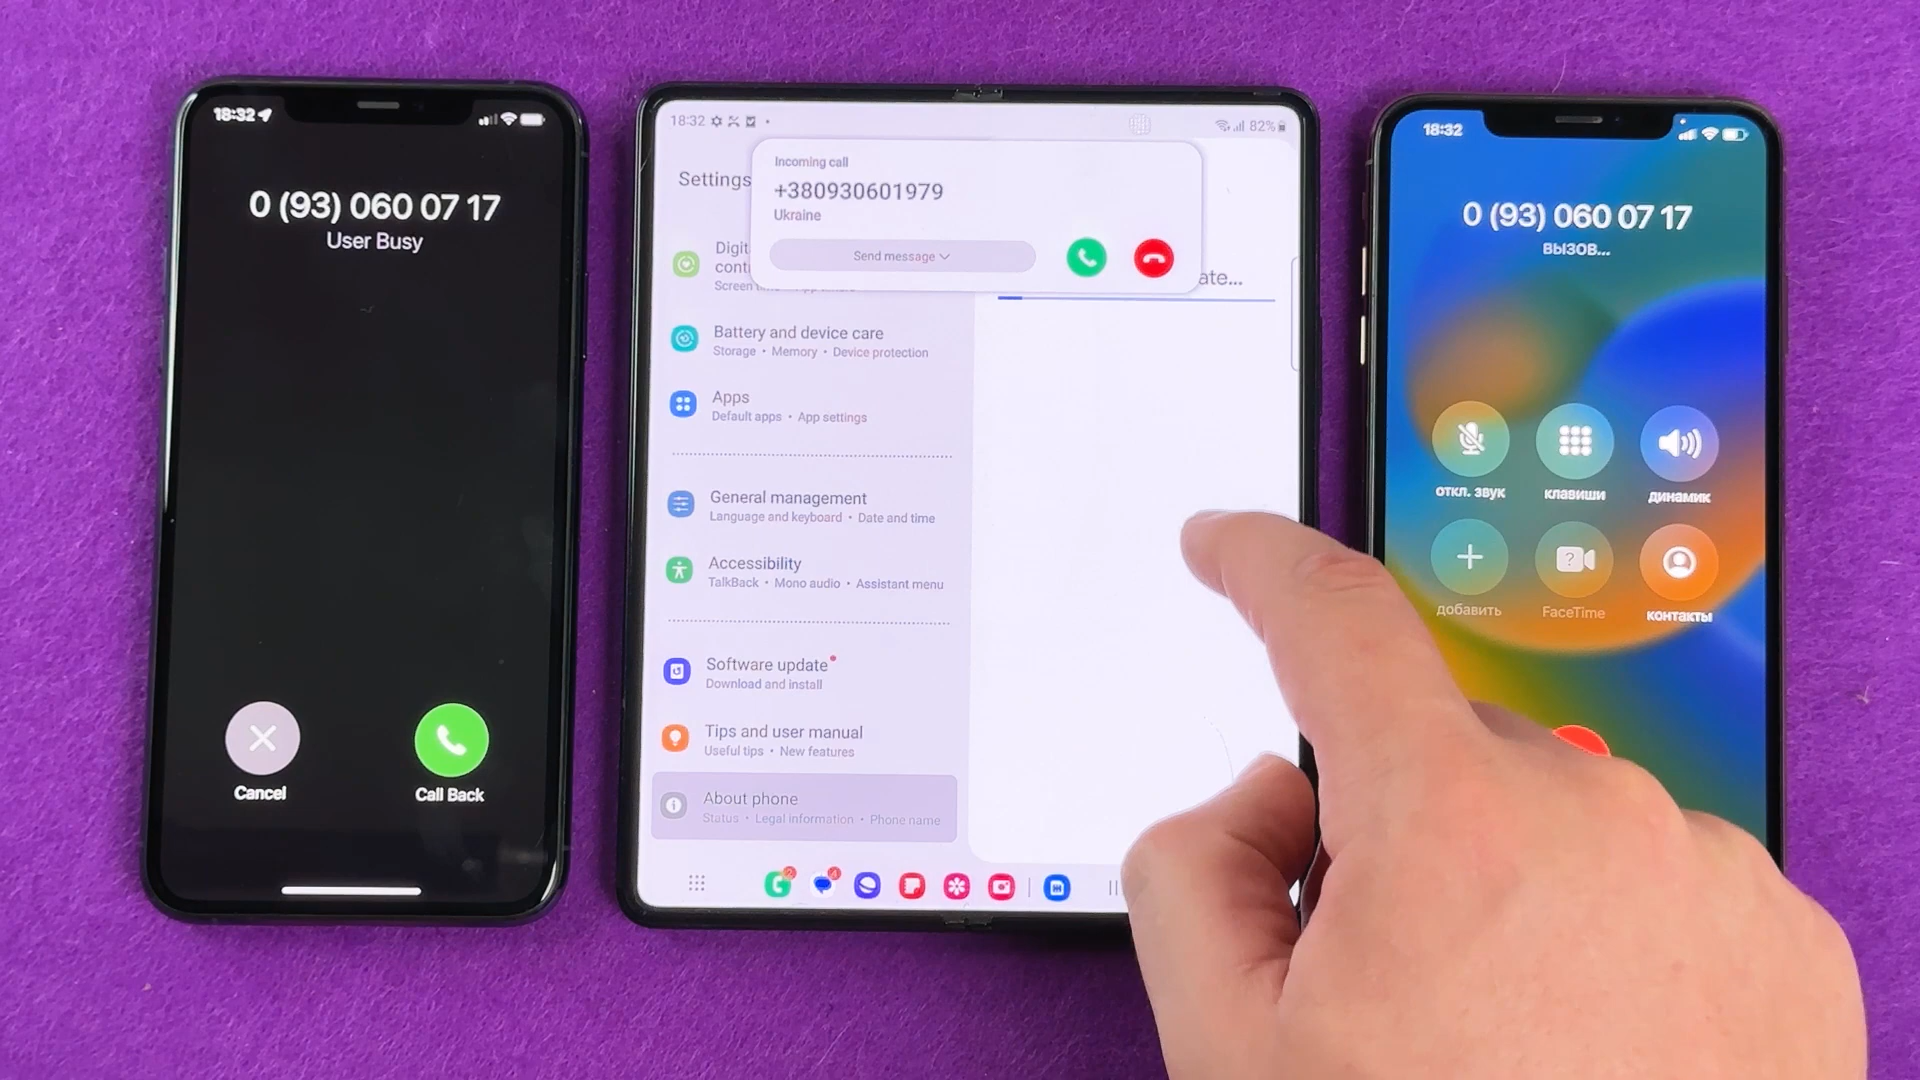 18:32
0 (93) 060 07 17
User Busy
Cancel
Call Back
18:32
82%
Settings
Incoming call
+380930601979
Ukraine
Send message
ate...
Digit
cont
Screen
Battery and device care
Storage • Memory • Device protection
Apps
Default apps • App settings
General management
Language and keyboard • Date and time
Accessibility
TalkBack • Mono audio • Assistant menu
Software update
Download and install
Tips and user manual
Useful tips • New features
About phone
Status • Legal information • Phone name
18:32
0 (93) 060 07 17
вызов...
откл. звук
клавиши
динамик
добавить
FaceTime
контакты